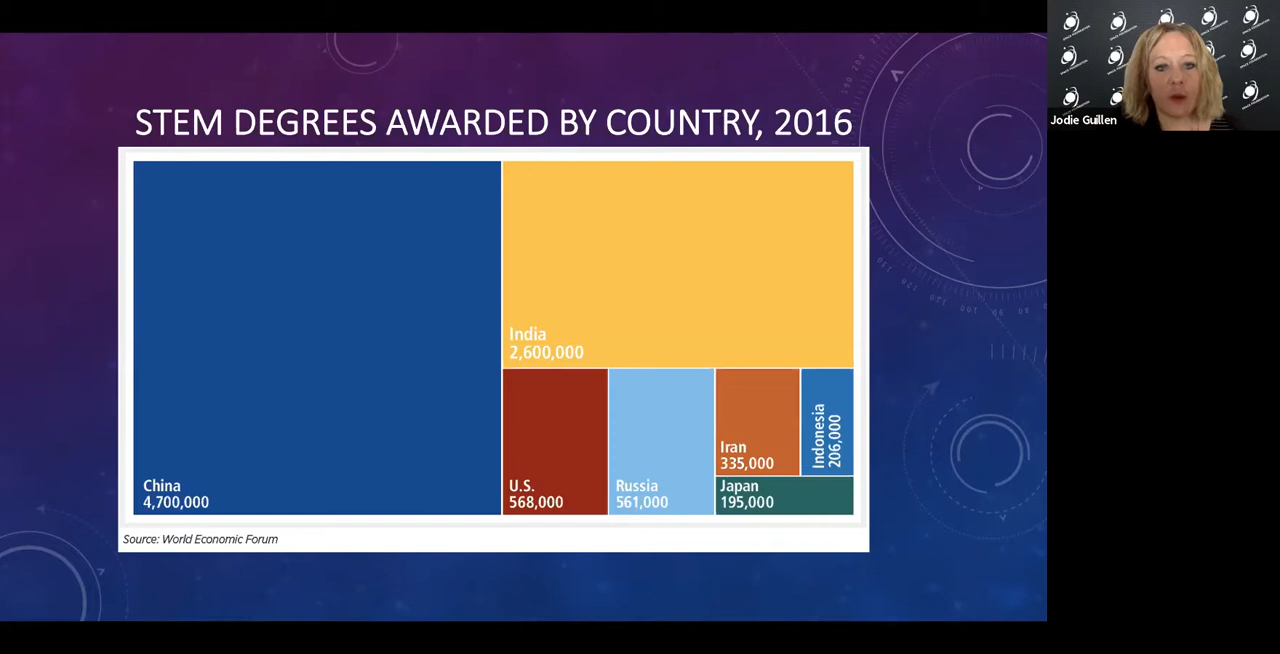 STEM DEGREES AWARDED BY COUNTRY, 2016
China
4,700,000
India
2,600,000
U.S.
568,000
Russia
561,000
Iran
335,000
Indonesia
206,000
Japan
195,000
Source: World Economic Forum
Jodie Guillen